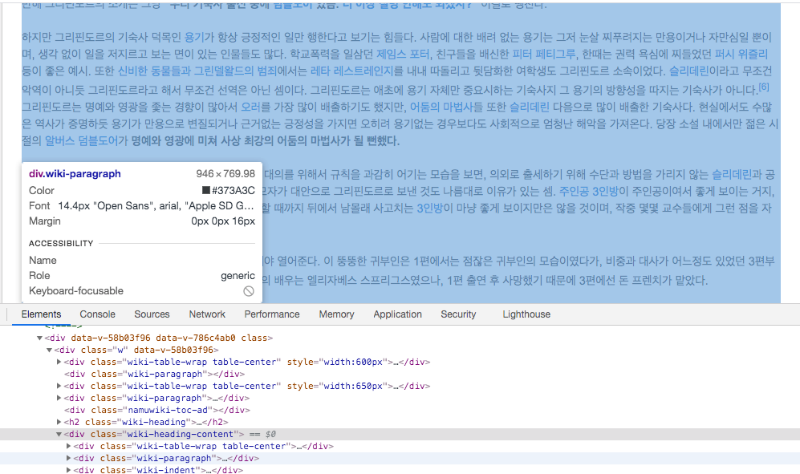 하지만 그리핀도르의 기숙사 덕목인 용기가 항상 긍정적인 일만 행한다고 보기는 힘들다. 사람에 대한 배려 없는 용기는 그저 눈살 찌푸려지는 만용이거나 자만심일 뿐이
며, 생각 없이 일을 저지르고 보는 면이 있는 인물들도 많다. 학교폭력을 일삼던 제임스 포터, 친구들을 배신한 피터 페티그루, 한때는 권력 욕심에 찌들었던 퍼시 위즐리
등이 좋은 예시. 또한 신비한 동물들과 그린델왈드의 범죄에서는 레타 레스트레인지를 내내 따돌리고 뒷담화한 여학생도 그리핀도르 소속이었다. 슬리데린이라고 무조건
악역이 아니듯 그리핀도르라고 해서 무조건 선역은 아닌 셈이다. 그리핀도르는 애초에 용기 자체만 중요시하는 기숙사지 그 용기의 방향성을 따지는 기숙사가 아니다.[6]
그리핀도르는 명예와 영광을 좇는 경향이 많아서 오러를 가장 많이 배출하기도 했지만, 어둠의 마법사들 또한 슬리데린 다음으로 많이 배출한 기숙사다. 현실에서도 수많
은 역사가 증명하듯 용기가 만용으로 변질되거나 근거없는 긍정성을 가지면 오히려 용기없는 경우보다도 사회적으로 엄청난 해악을 가져온다. 당장 소설 내에서만 젊은 시
절의 알버스 덤블도어가 명예와 영광에 미쳐 사상 최강의 어둠의 마법사가 될 뻔했다.
div.wiki-paragraph 946 × 769.98
대의를 위해서 규칙을 과감히 어기는 모습을 보면, 의외로 출세하기 위해 수단과 방법을 가리지 않는 슬리데린과 공
Color #373A3C
모자가 대안으로 그리핀도르로 보낸 것도 나름대로 이유가 있는 셈. 주인공 3인방이 주인공이여서 좋게 보이는 거지,
Font 14.4px "Open Sans", arial, "Apple SD G...
할 때까지 뒤에서 남몰래 사고치는 3인방이 마냥 좋게 보이지만은 않을 것이며, 작중 몇몇 교수들에게 그런 점을 자
Margin 0px 0px 16px
ACCESSIBILITY
Name
야 열어준다. 이 뚱뚱한 귀부인은 1편에서는 점잖은 귀부인의 모습이였다가, 비중과 대사가 어느정도 있었던 3편부
Role generic
의 배우는 엘리자베스 스프리그스였으나, 1편 출연 후 사망했기 때문에 3편에선 돈 프렌치가 맡았다.
Keyboard-focusable
Elements Console Sources Network Performance Memory Application Security Lighthouse
<div data-v-58b03f96 data-v-786c4ab0 class>
<div class="w" data-v-58b03f96>
<div class="wiki-table-wrap table-center" style="width:600px">…</div>
<div class="wiki-paragraph"></div>
<div class="wiki-table-wrap table-center" style="width:650px">…</div>
<div class="wiki-paragraph">…</div>
<div class="namuwiki-toc-ad"></div>
<h2 class="wiki-heading">…</h2>
<div class="wiki-heading-content"> == $0
<div class="wiki-table-wrap table-center">…</div>
<div class="wiki-paragraph">…</div>
<div class="wiki-indent">…</div>